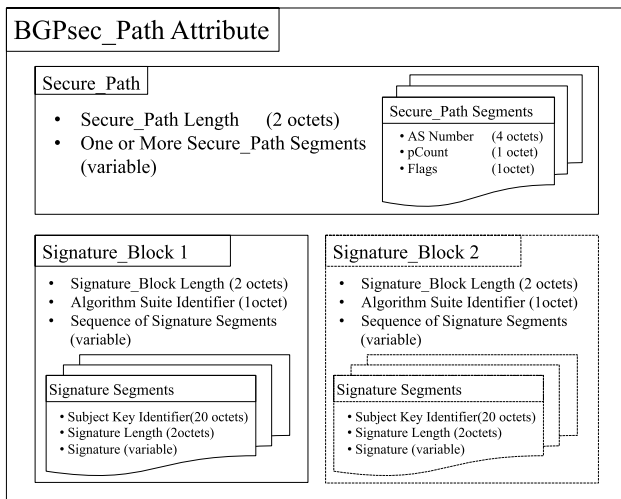 BGPsec_Path Attribute
Secure_Path
• Secure_Path Length (2 octets)
• One or More Secure_Path Segments
(variable)
Secure_Path Segments
• AS Number (4 octets)
• pCount (1 octet)
• Flags (1octet)
Signature_Block 1
• Signature_Block Length (2 octets)
• Algorithm Suite Identifier (1octet)
• Sequence of Signature Segments
(variable)
Signature Segments
• Subject Key Identifier(20 octets)
• Signature Length (2octets)
• Signature (variable)
Signature_Block 2
• Signature_Block Length (2 octets)
• Algorithm Suite Identifier (1octet)
• Sequence of Signature Segments
(variable)
Signature Segments
• Subject Key Identifier(20 octets)
• Signature Length (2octets)
• Signature (variable)